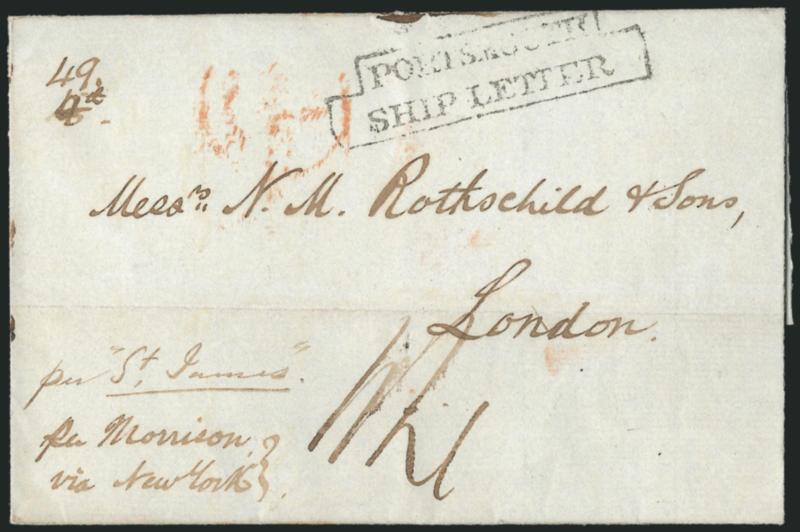 49.
PORTSMOUTH
SHIP LETTER
Messrs. N. M. Rothschild & Sons,
London.
per "St. James".
per Morrison
via New York